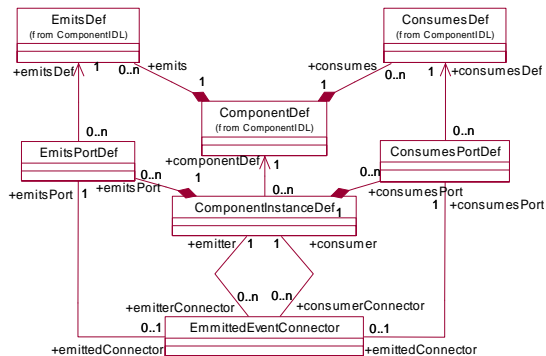 EmitsDef
(from ComponentIDL)
ConsumesDef
(from ComponentIDL)
+emitsDef
1
0..n
+emits
1
1
+consumes
0..n
1
+consumesDef
ComponentDef
(from ComponentIDL)
0..n
0..n
EmitsPortDef
+componentDef
1
ConsumesPortDef
+emitsPort
1
+emitsPort
0..n
1
0..n
0..n
+consumesPort
1
+consumesPort
1
ComponentInstanceDef
+emitter
1
1
+consumer
0..n
0..n
+emitterConnector
+consumerConnector
0..1
EmmittedEventConnector
0..1
+emittedConnector
+emittedConnector